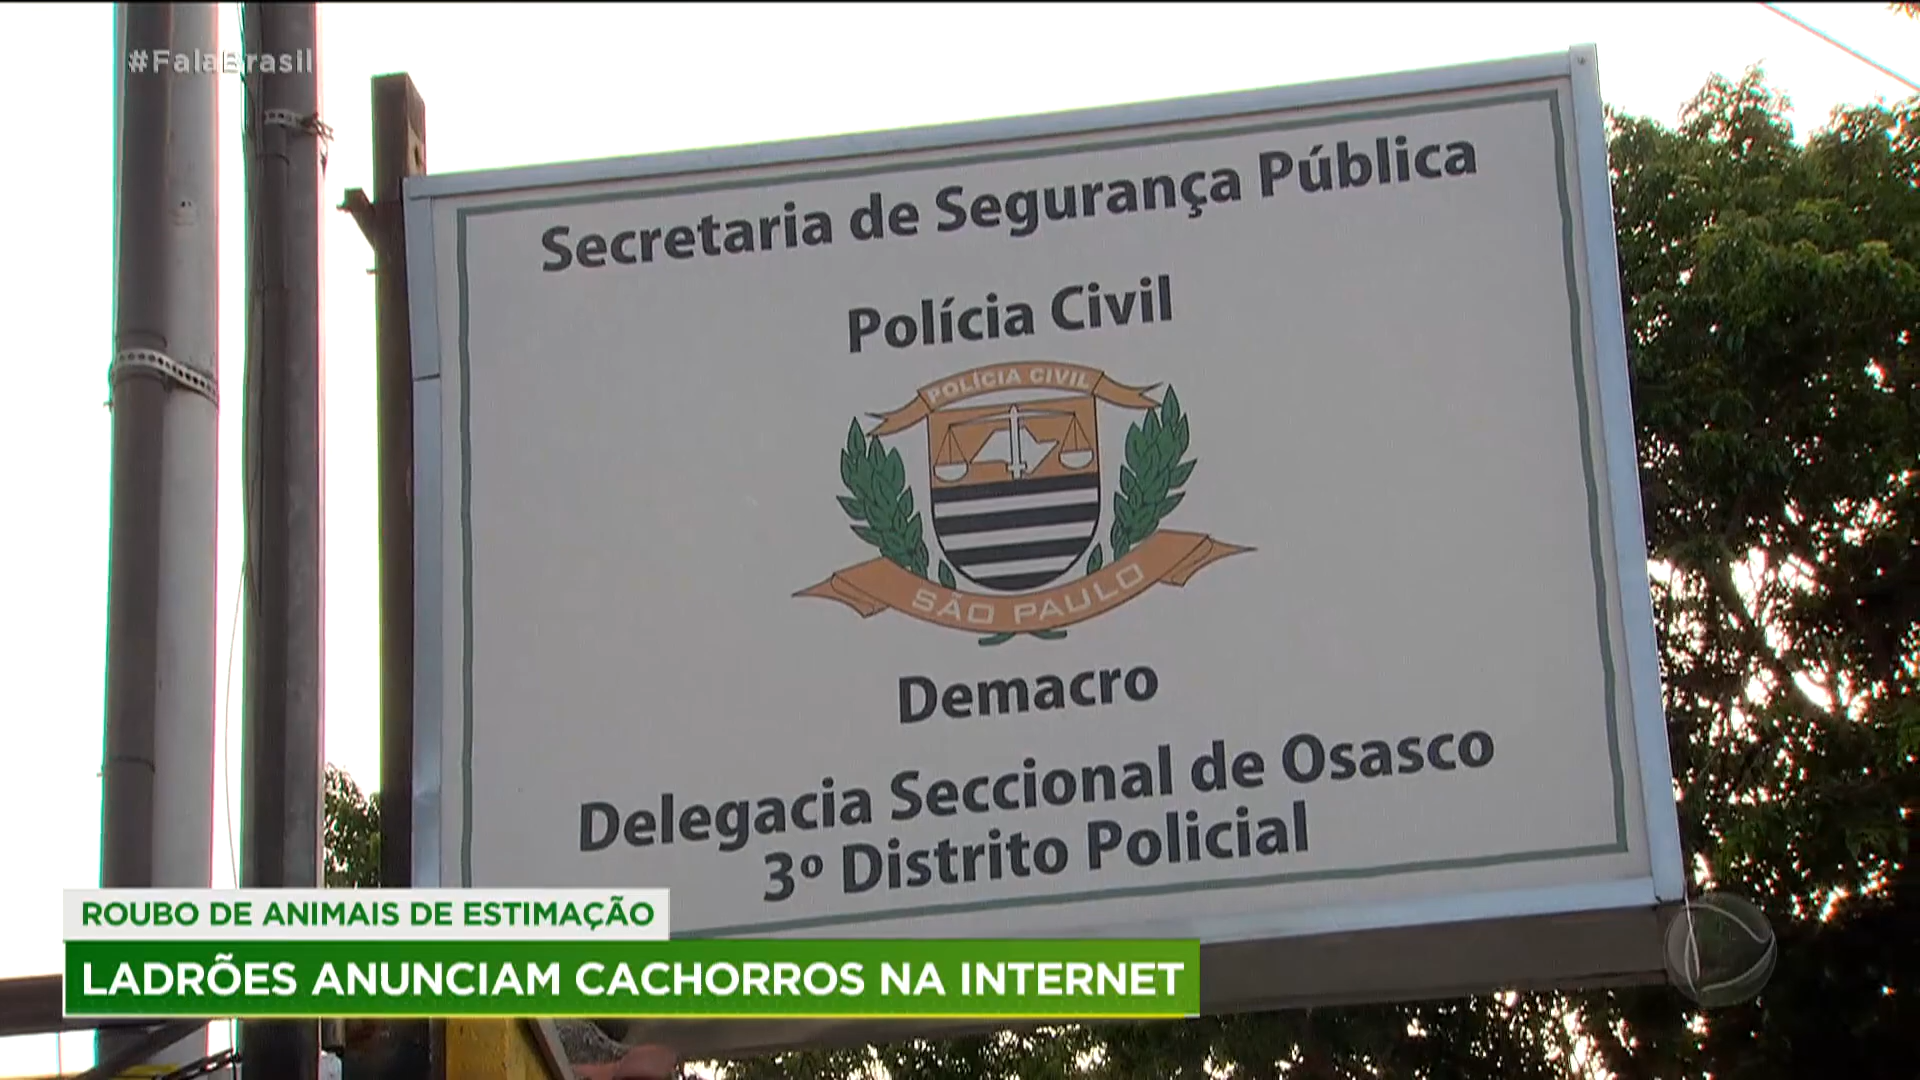 #FalaBrasil
Secretaria de Segurança Pública
Polícia Civil
POLÍCIA CIVIL
SÃO PAULO
Demacro
Delegacia Seccional de Osasco
3º Distrito Policial
ROUBO DE ANIMAIS DE ESTIMAÇÃO
LADRÕES ANUNCIAM CACHORROS NA INTERNET